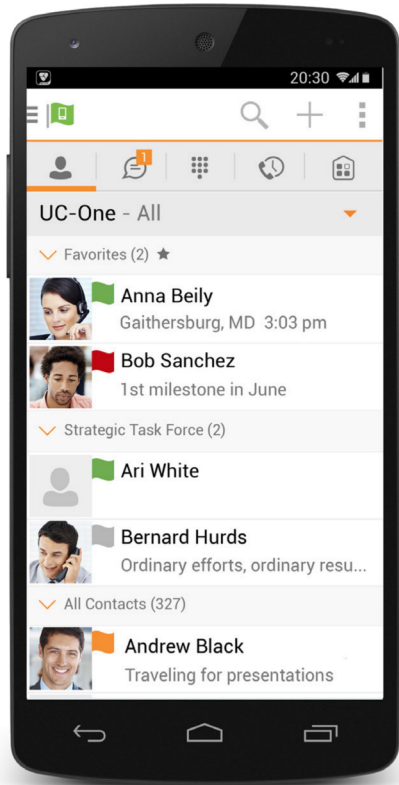 20:30
1
UC-One - All
Favorites (2)
Anna Beily
Gaithersburg, MD 3:03 pm
Bob Sanchez
1st milestone in June
Strategic Task Force (2)
Ari White
Bernard Hurds
Ordinary efforts, ordinary resu...
All Contacts (327)
Andrew Black
Traveling for presentations